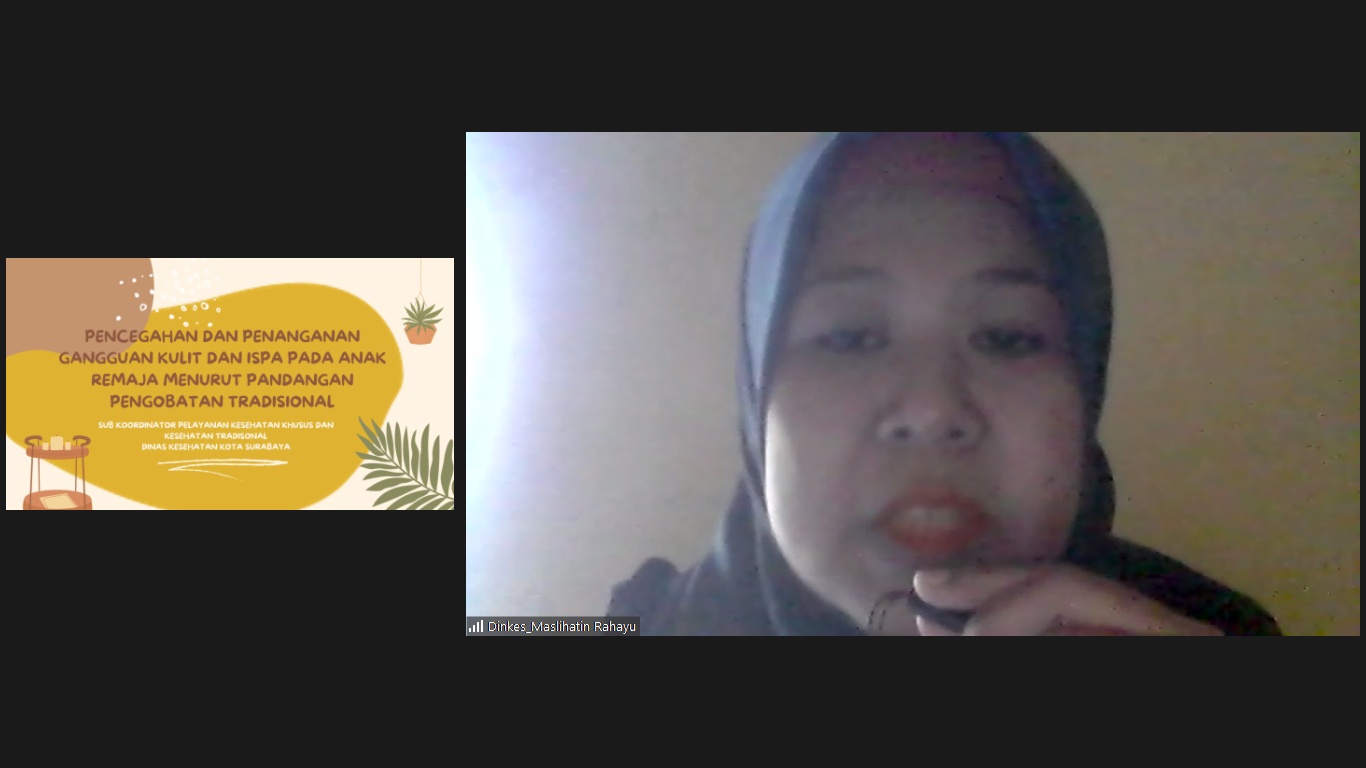 PENCEGAHAN DAN PENANGANAN
GANGGUAN KULIT DAN ISPA PADA ANAK
REMAJA MENURUT PANDANGAN
PENGOBATAN TRADISIONAL
SUB KOORDINATOR PELAYANAN KESEHATAN KHUSUS DAN
KESEHATAN TRADISONAL
DINAS KESEHATAN KOTA SURABAYA
Dinkes_Maslihatin Rahayu